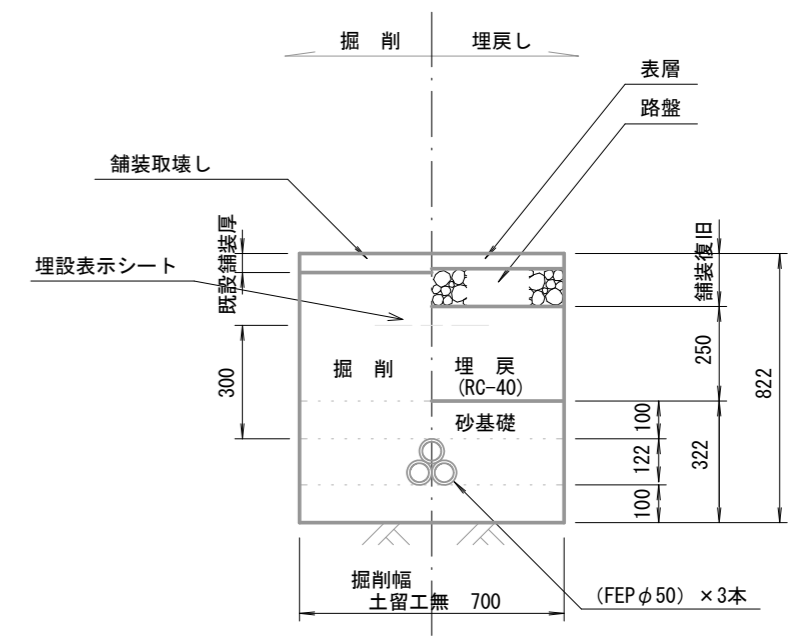 掘　削　　埋戻し
表層
路盤
舗装取壊し
既設舗装厚
舗装復旧
埋設表示シート
300
掘　削
埋　戻
(RC-40)
砂基礎
250
822
100
122
322
100
掘削幅
土留工無　700
(FEPφ50)　×3本